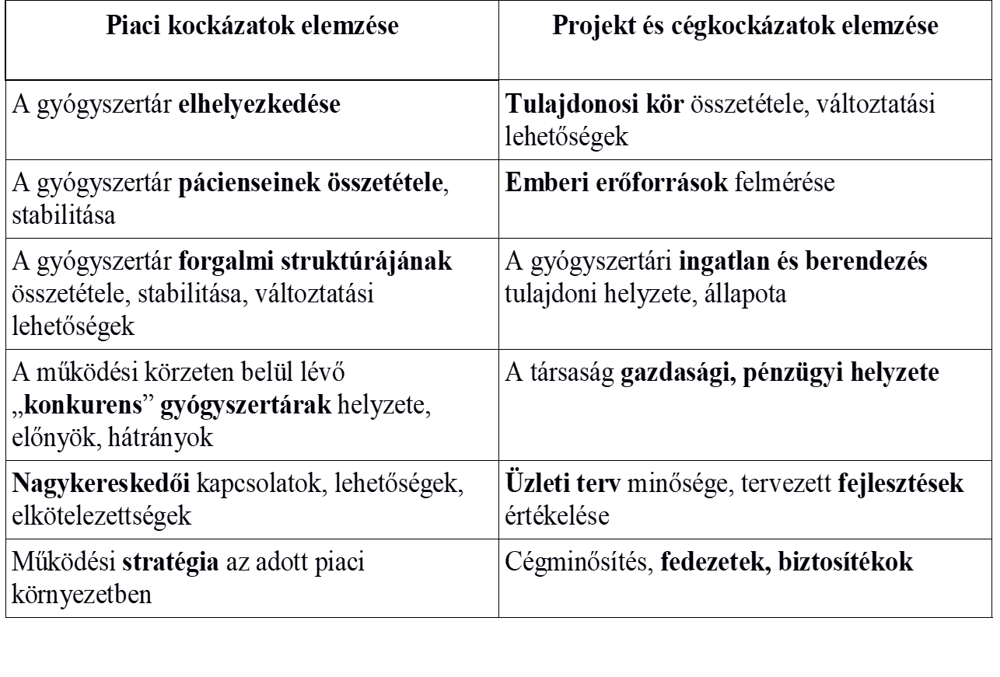 Piaci kockázatok elemzése
Projekt és cégkockázatok elemzése
A gyógyszertár elhelyezkedése
Tulajdonosi kör összetétele, változtatási
lehetőségek
A gyógyszertár pácienseinek összetétele,
stabilitása
Emberi erőforrások felmérése
A gyógyszertár forgalmi struktúrájának
összetétele, stabilitása, változtatási
lehetőségek
A gyógyszertári ingatlan és berendezés
tulajdoni helyzete, állapota
A működési körzeten belül lévő
„konkurens” gyógyszertárak helyzete,
előnyök, hátrányok
A társaság gazdasági, pénzügyi helyzete
Nagykereskedői kapcsolatok, lehetőségek,
elkötelezettségek
Üzleti terv minősége, tervezett fejlesztések
értékelése
Működési stratégia az adott piaci
környezetben
Cégminősítés, fedezetek, biztosítékok